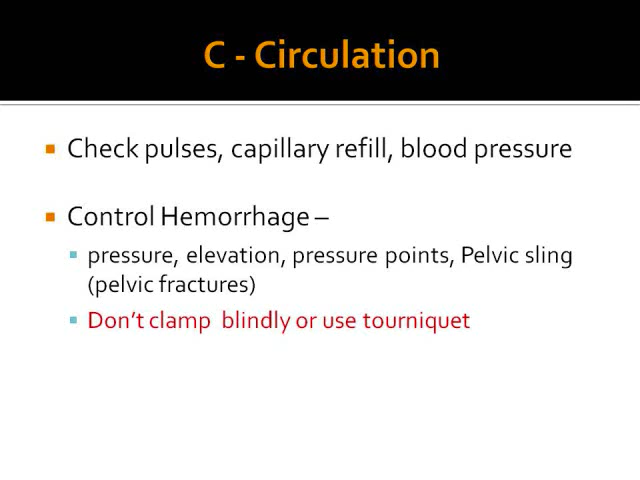 C - Circulation
Check pulses, capillary refill, blood pressure
Control Hemorrhage –
pressure, elevation, pressure points, Pelvic sling
(pelvic fractures)
Don't clamp  blindly or use tourniquet